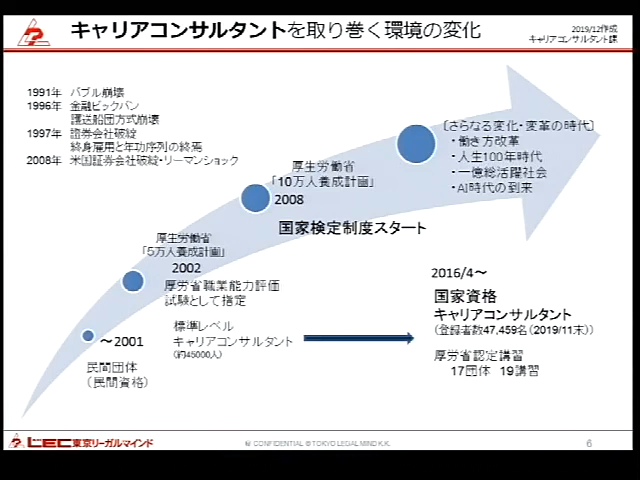 キャリアコンサルタントを取り巻く環境の変化
2019/12作成
キャリアコンサルタント課
1991年 バブル崩壊
1996年 金融ビックバン
護送船団方式崩壊
1997年 証券会社破綻
終身雇用と年功序列の終焉
2008年 米国証券会社破綻・リーマンショック
〔さらなる変化・変革の時代〕
・働き方改革
・人生100年時代
・一億総活躍社会
・AI時代の到来
厚生労働省
「10万人養成計画」
2008
国家検定制度スタート
厚生労働省
「5万人養成計画」
2002
厚労省職業能力評価
試験として指定
～2001
民間団体
（民間資格）
標準レベル
キャリアコンサルタント
(約45000人)
2016/4～
国家資格
キャリアコンサルタント
（登録者数47,459名（2019/11末））
厚労省認定講習
17団体 19講習
LEC東京リーガルマインド
※ CONFIDENTIAL ©TOKYO LEGAL MIND K.K.
6